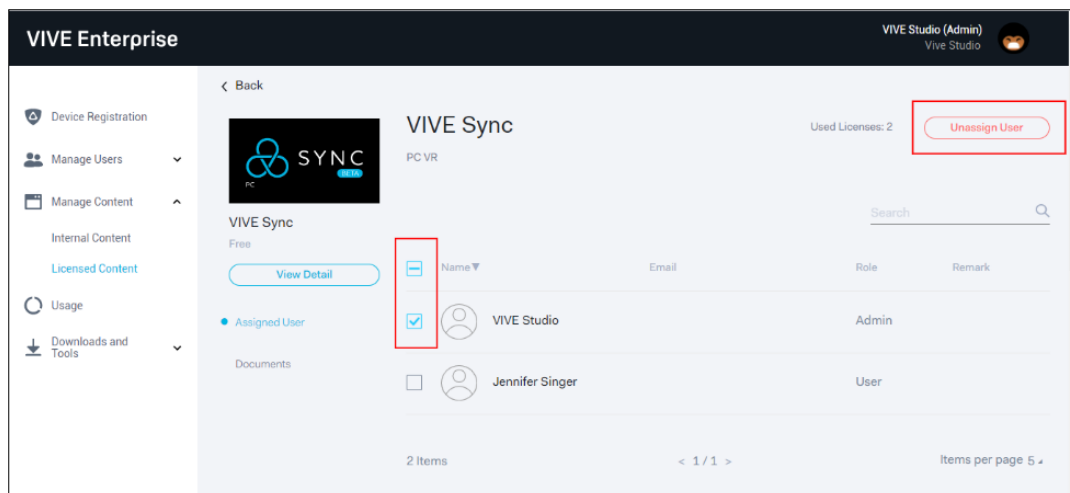 VIVE Enterprise
VIVE Studio (Admin)
Vive Studio
Device Registration
Manage Users
Manage Content
Internal Content
Licensed Content
Usage
Downloads and
Tools
Back
SYNC
BETA
PC
VIVE Sync
Free
View Detail
Assigned User
Documents
VIVE Sync
PC VR
Used Licenses: 2
Unassign User
Search
Name▼ Email Role Remark
VIVE Studio Admin
Jennifer Singer User
2 Items < 1 / 1 > Items per page 5